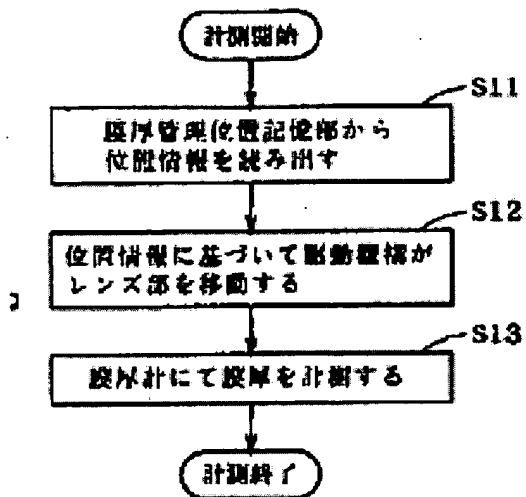 計測開始
S11
膜厚管理位置記憶部から
位置情報を読み出す
S12
位置情報に基づいて駆動機構が
レンズ部を移動する
S13
膜厚計にて膜厚を計測する
計測終了